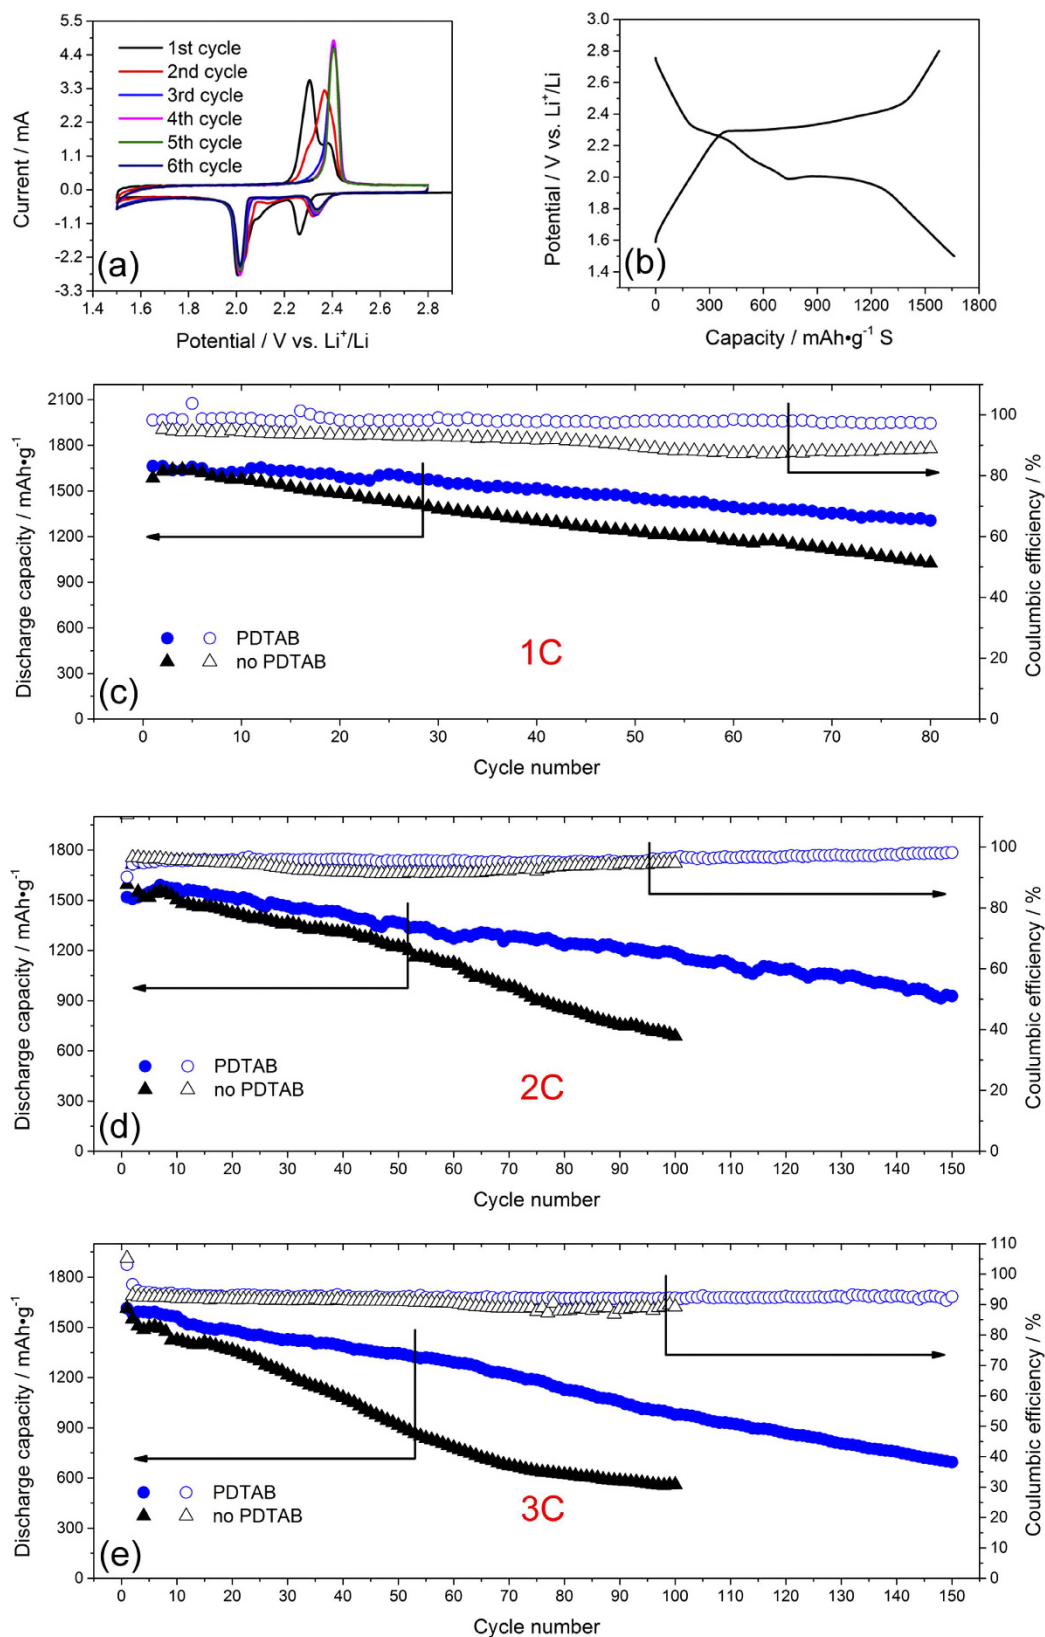 5.5
4.4
3.3
2.2
1.1
0.0
-1.1
-2.2
-3.3
Current / mA
1st cycle
2nd cycle
3rd cycle
4th cycle
5th cycle
6th cycle
(a)
1.4 1.6 1.8 2.0 2.2 2.4 2.6 2.8
Potential / V vs. Li⁺/Li
3.0
2.8
2.6
2.4
2.2
2.0
1.8
1.6
1.4
Potential / V vs. Li⁺/Li
(b)
0 300 600 900 1200 1500 1800
Capacity / mAh•g⁻¹ S
2100
1800
1500
1200
900
600
300
0
Discharge capacity / mAh•g⁻¹
PDTAB
no PDTAB
1C
(c)
100
80
60
40
20
0
Coulumbic efficiency / %
0 10 20 30 40 50 60 70 80
Cycle number
1800
1500
1200
900
600
300
0
Discharge capacity / mAh•g⁻¹
PDTAB
no PDTAB
2C
(d)
100
80
60
40
20
0
Coulumbic efficiency / %
0 10 20 30 40 50 60 70 80 90 100 110 120 130 140 150
Cycle number
1800
1500
1200
900
600
300
0
Discharge capacity / mAh•g⁻¹
PDTAB
no PDTAB
3C
(e)
110
100
90
80
70
60
50
40
30
20
10
0
Coulumbic efficiency / %
0 10 20 30 40 50 60 70 80 90 100 110 120 130 140 150
Cycle number